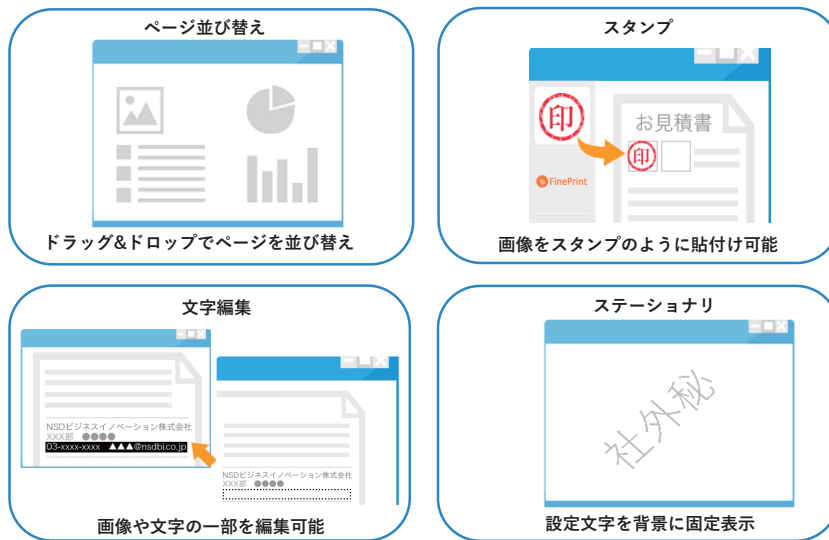 ページ並び替え
ドラッグ&ドロップでページを並び替え
スタンプ
印
お見積書
印
FinePrint
画像をスタンプのように貼付け可能
文字編集
NSDビジネスイノベーション株式会社
XXX部 ●●●●
03-xxxx-xxxx ▲▲▲@nsdbi.co.jp
NSDビジネスイノベーション株式会社
XXX部 ●●●●
画像や文字の一部を編集可能
ステーショナリ
社外秘
設定文字を背景に固定表示